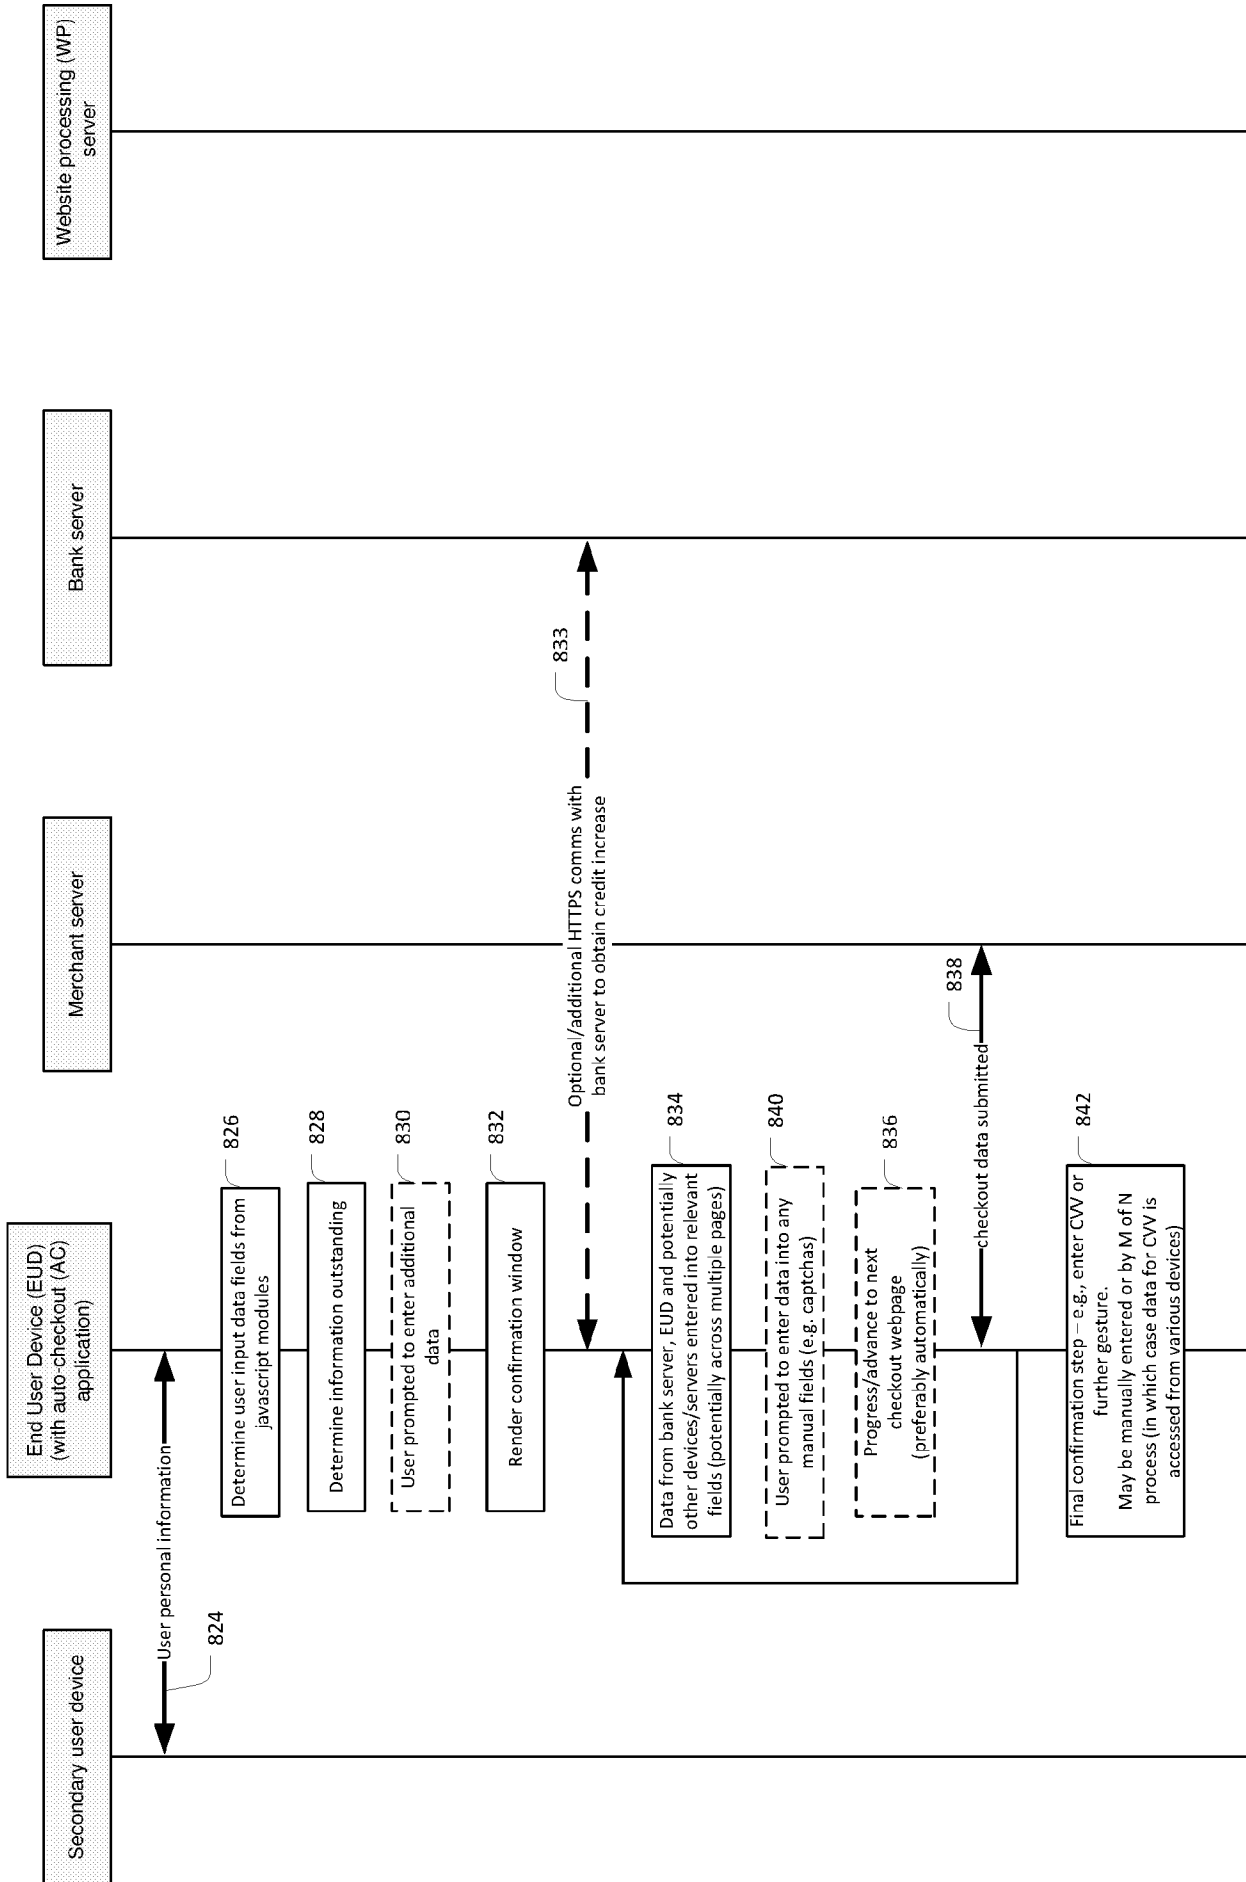 Secondary user device
End User Device (EUD)
(with auto-checkout (AC)
application)
Merchant server
Bank server
Website processing (WP)
server
User personal information
824
Determine user input data fields from
javascript modules
826
Determine information outstanding
828
User prompted to enter additional
data
830
Render confirmation window
832
Optional/additional HTTPS comms with
bank server to obtain credit increase
833
Data from bank server, EUD and potentially
other devices/servers entered into relevant
fields (potentially across multiple pages)
834
User prompted to enter data into any
manual fields (e.g. captchas)
840
Progress/advance to next
checkout webpage
(preferably automatically)
836
checkout data submitted
838
Final confirmation step – e.g., enter CVV or
further gesture.
May be manually entered or by M of N
process (in which case data for CVV is
accessed from various devices)
842